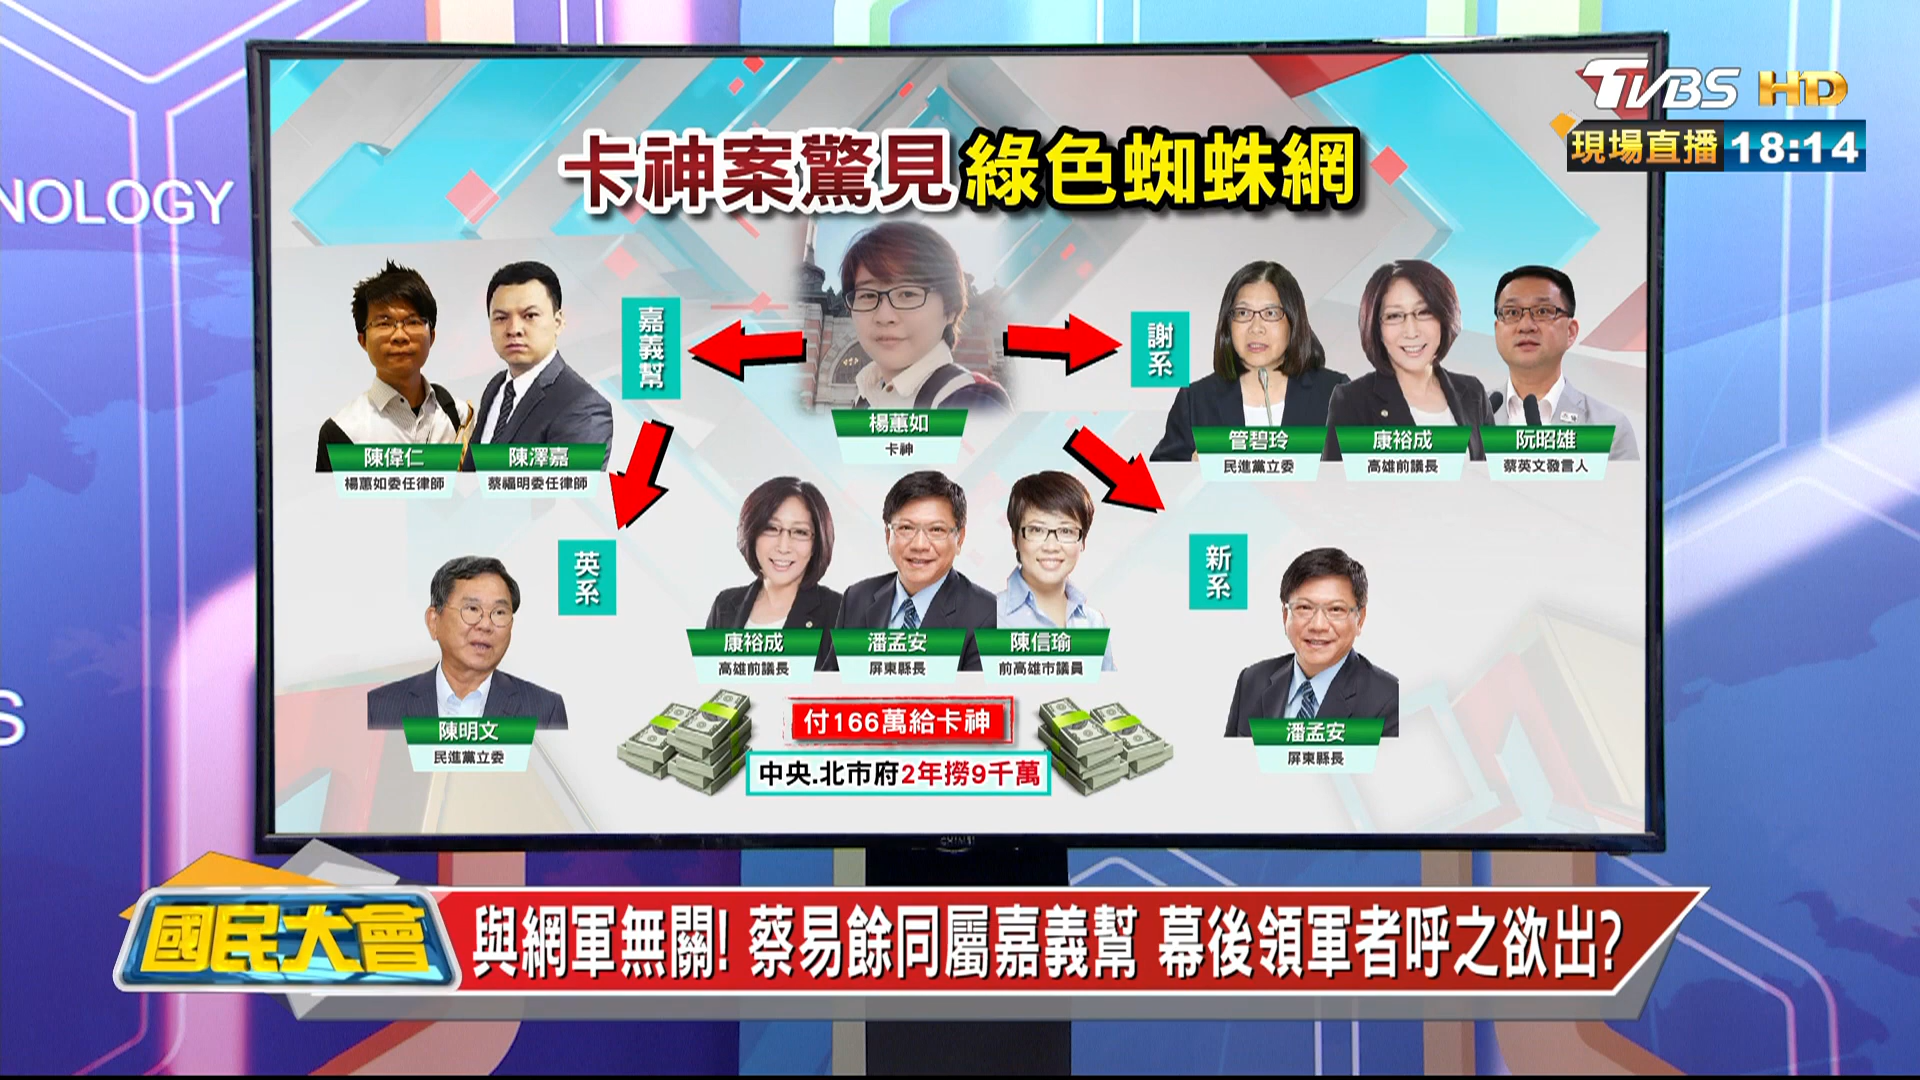 TVBS HD
現場直播 18:14
NOLOGY
S
卡神案驚見綠色蜘蛛網
嘉義幫
謝系
楊蕙如
卡神
陳偉仁
楊蕙如委任律師
陳澤嘉
蔡福明委任律師
管碧玲
民進黨立委
康裕成
高雄前議長
阮昭雄
蔡英文發言人
英系
新系
陳明文
民進黨立委
康裕成
高雄前議長
潘孟安
屏東縣長
陳信瑜
前高雄市議員
潘孟安
屏東縣長
付166萬給卡神
中央.北市府2年撈9千萬
CHIMEI
國民大會
與網軍無關! 蔡易餘同屬嘉義幫 幕後領軍者呼之欲出?